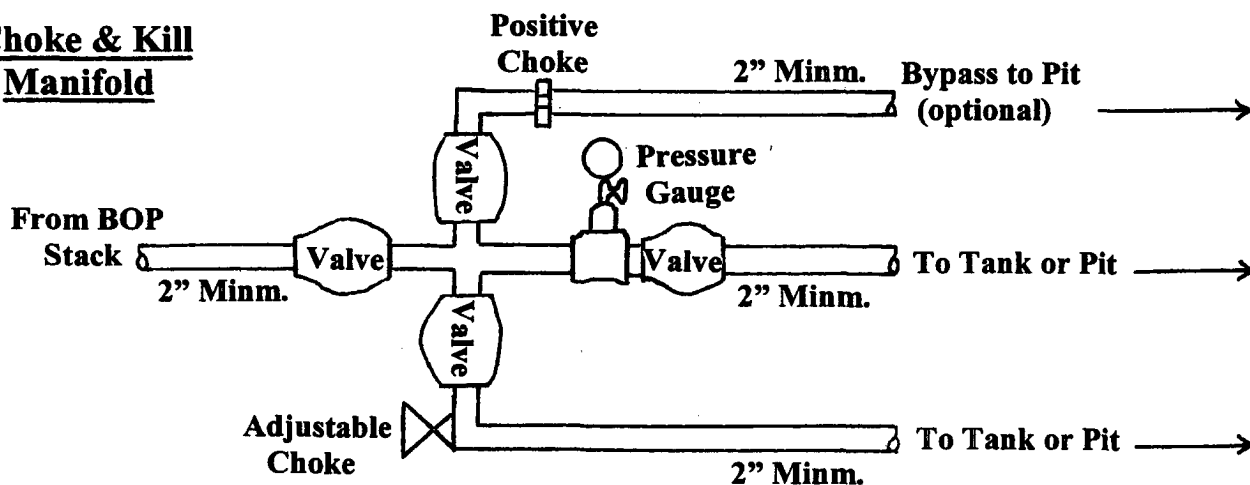 Choke & Kill
Manifold
Positive
Choke
2” Minm.
Bypass to Pit
(optional)
Valve
Pressure
Gauge
From BOP
Stack
2” Minm.
Valve
Valve
2” Minm.
To Tank or Pit
Valve
Adjustable
Choke
2” Minm.
To Tank or Pit